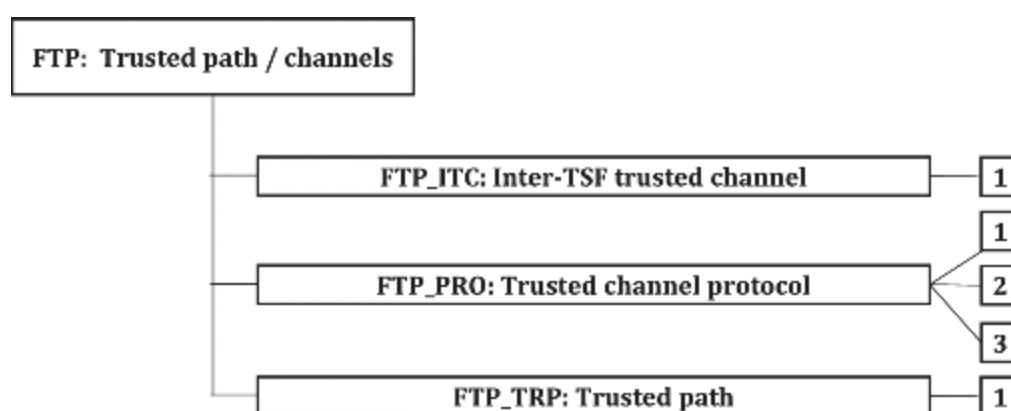 FTP: Trusted path / channels
FTP_ITC: Inter-TSF trusted channel
1
1
FTP_PRO: Trusted channel protocol
2
3
FTP_TRP: Trusted path
1